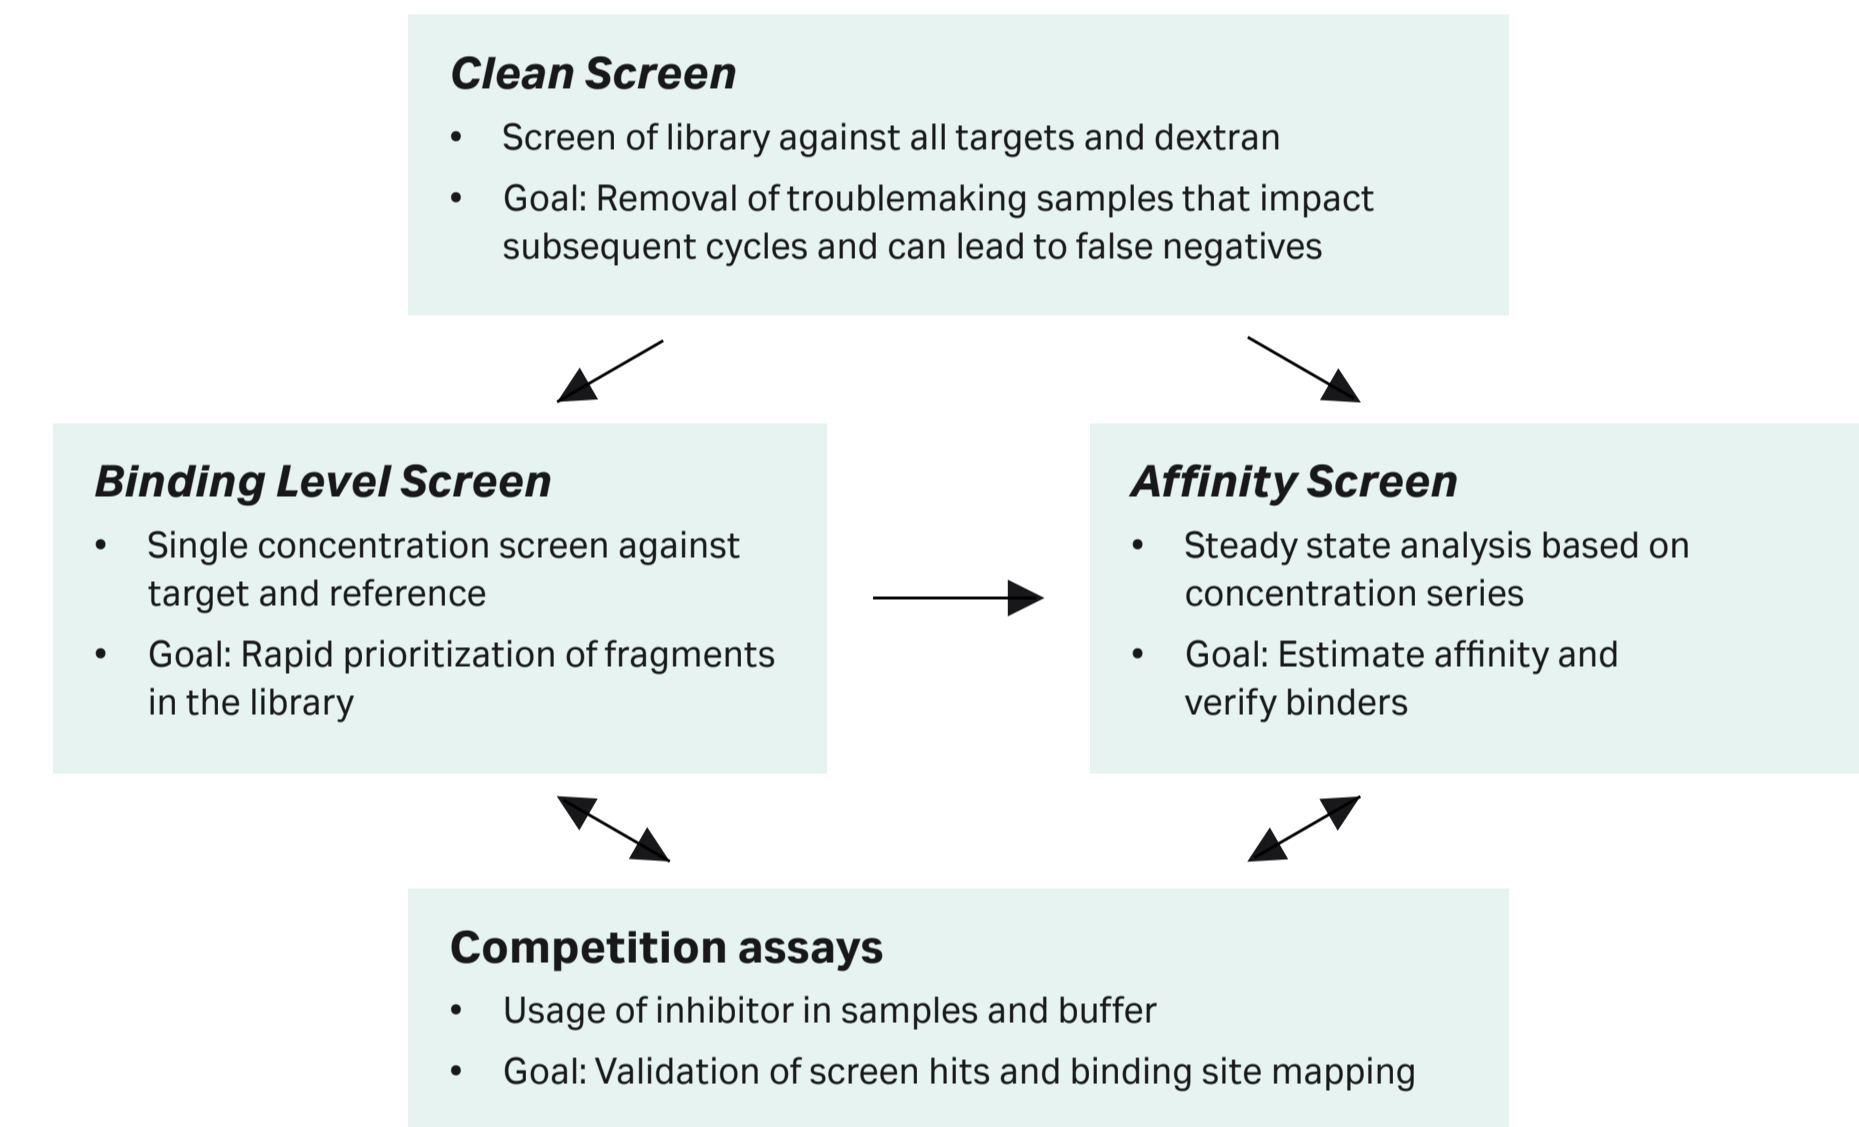 Clean Screen
• Screen of library against all targets and dextran
• Goal: Removal of troublemaking samples that impact
subsequent cycles and can lead to false negatives
Binding Level Screen
• Single concentration screen against
target and reference
• Goal: Rapid prioritization of fragments
in the library
Affinity Screen
• Steady state analysis based on
concentration series
• Goal: Estimate affinity and
verify binders
Competition assays
• Usage of inhibitor in samples and buffer
• Goal: Validation of screen hits and binding site mapping